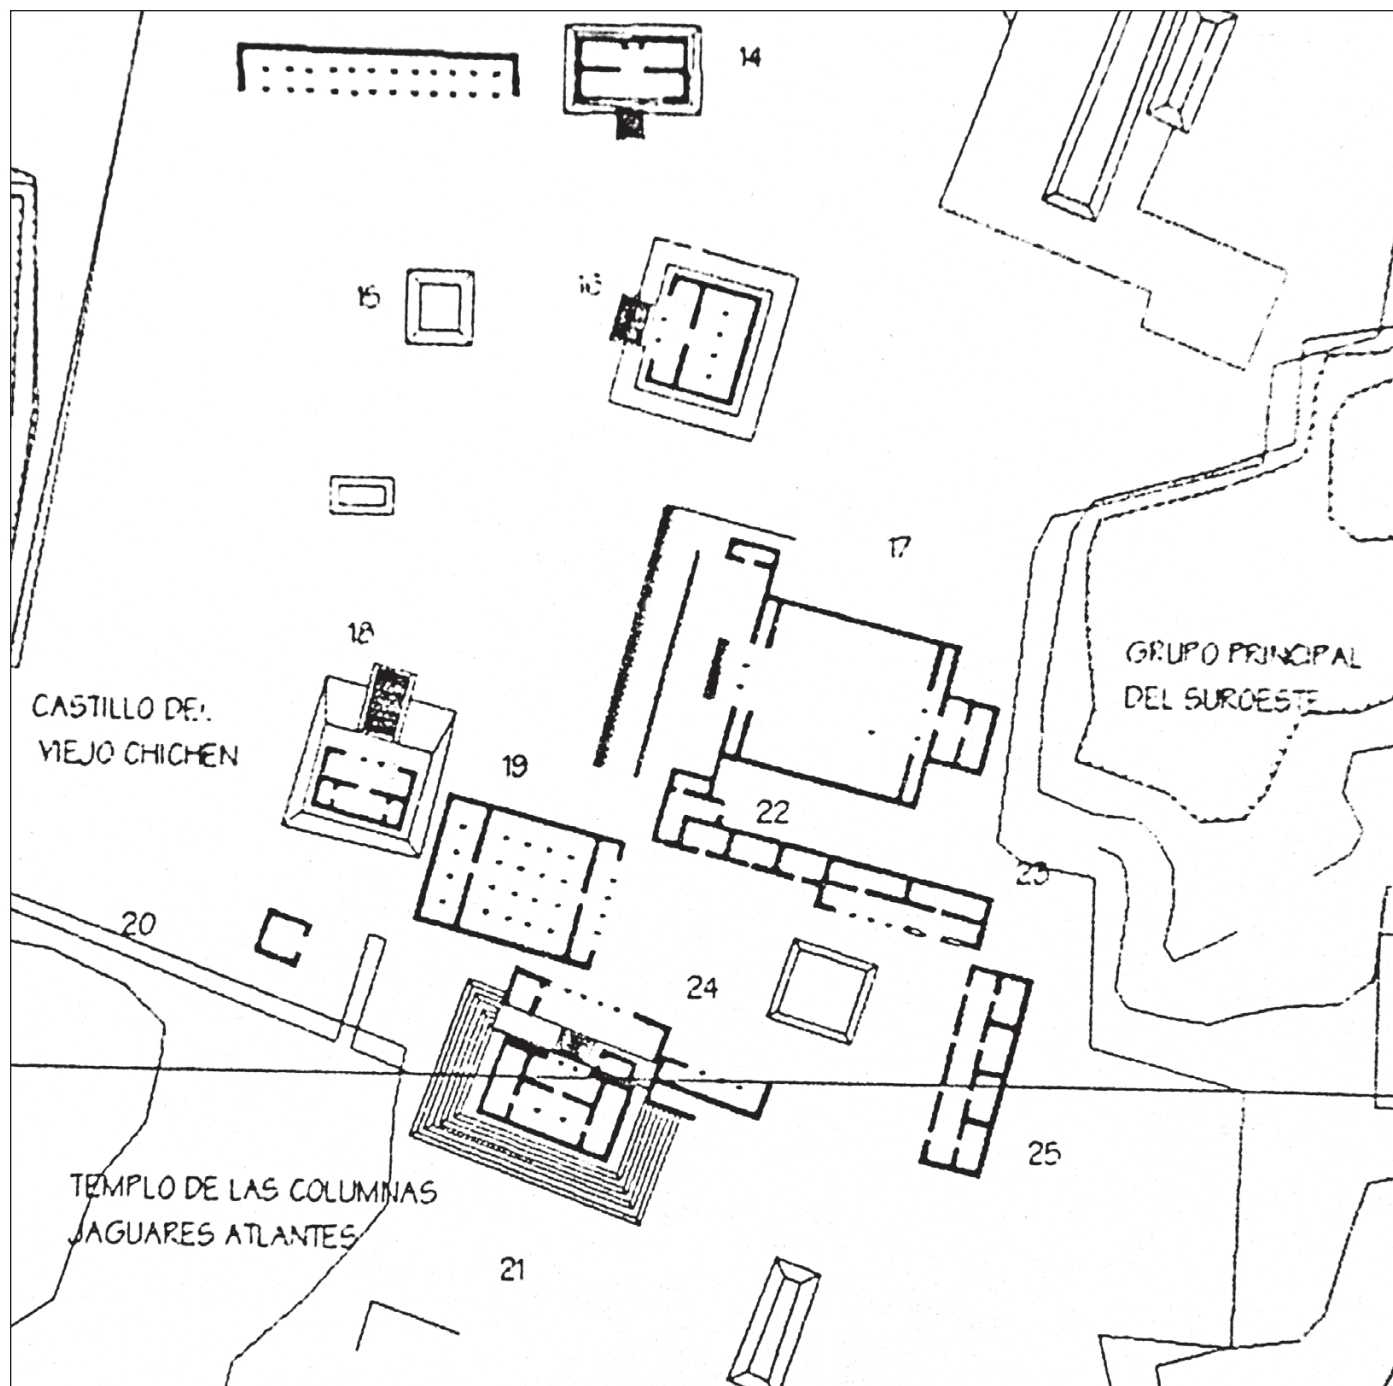 14
15
16
17
18
GRUPO PRINCIPAL
DEL SUROESTE
CASTILLO DEL
VIEJO CHICHEN
19
22
23
20
24
25
TEMPLO DE LAS COLUMNAS
JAGUARES ATLANTES
21